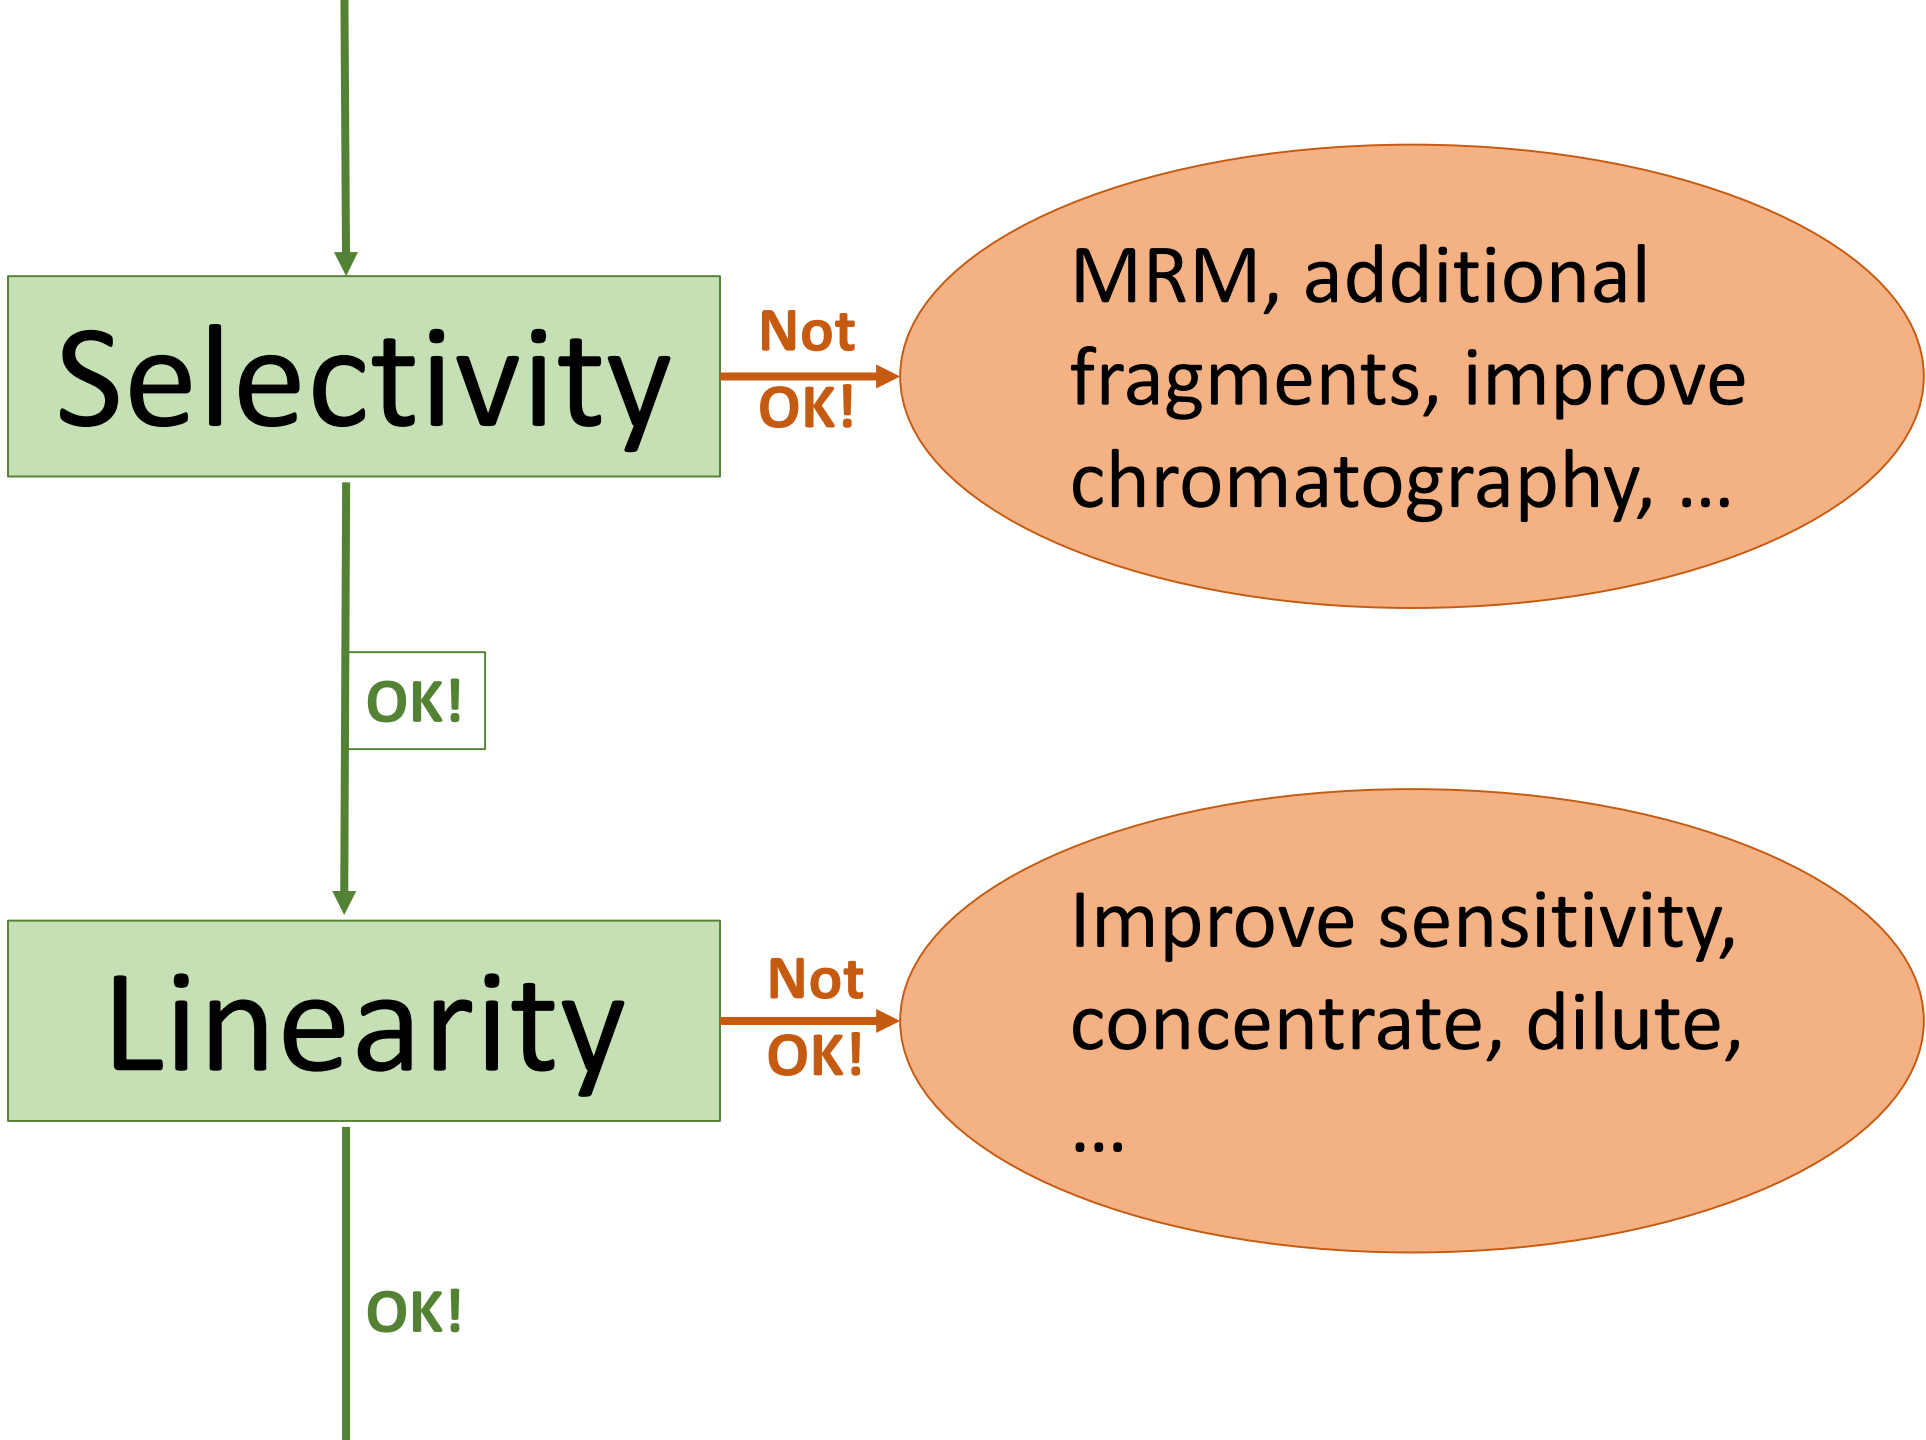 Selectivity
Not
OK!
MRM, additional
fragments, improve
chromatography, ...
OK!
Linearity
Not
OK!
Improve sensitivity,
concentrate, dilute,
...
OK!